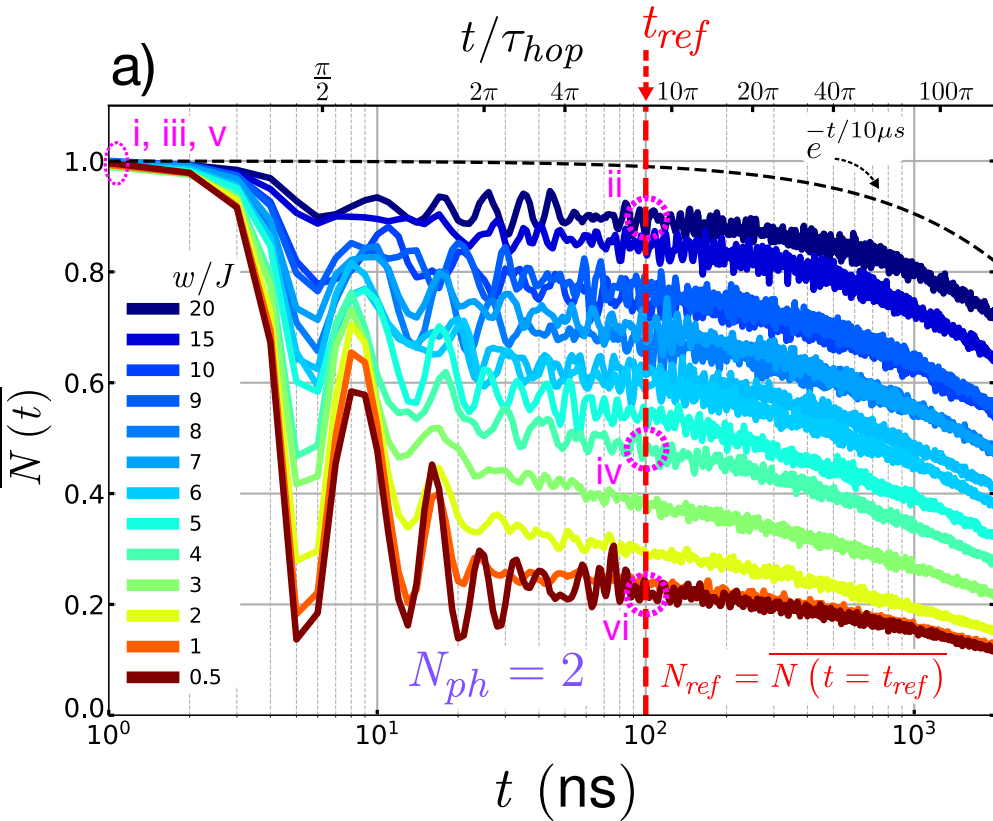 a)
t/τ_hop
t_ref
π/2 2π 4π 10π 20π 40π 100π
i, iii, v
e^{-t/10μs}
ii
iv
vi
w/J
20
15
10
9
8
7
6
5
4
3
2
1
0.5
N(t)
1.0
0.8
0.6
0.4
0.2
0.0
N_ph = 2
N_ref = N(t = t_ref)
10^0 10^1 10^2 10^3
t (ns)